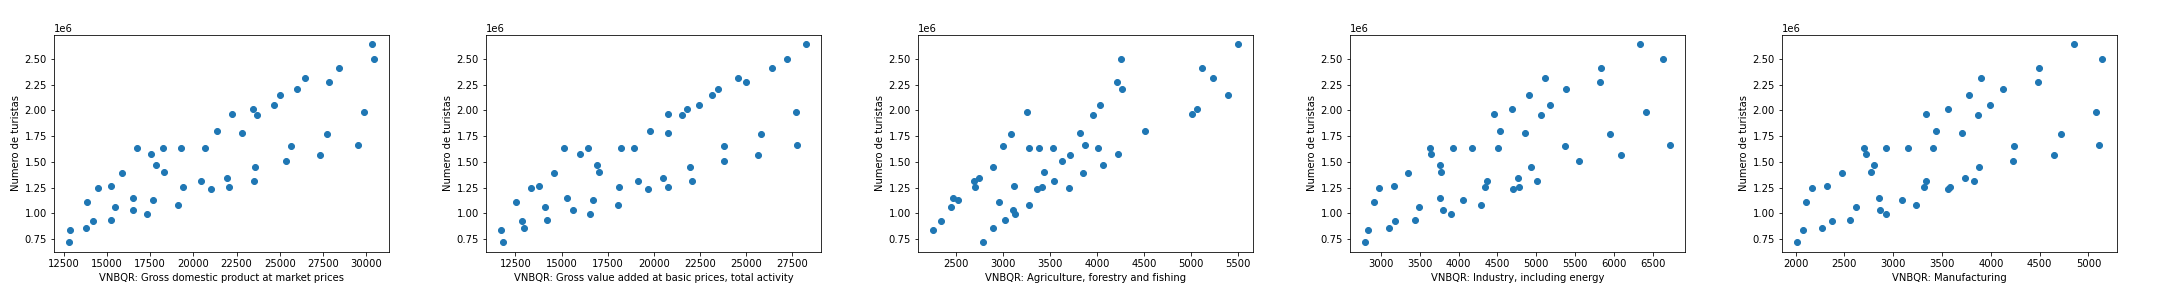 1e6
Numero de turistas
2.50
2.25
2.00
1.75
1.50
1.25
1.00
0.75
12500 15000 17500 20000 22500 25000 27500 30000
VNBQR: Gross domestic product at market prices
1e6
Numero de turistas
2.50
2.25
2.00
1.75
1.50
1.25
1.00
0.75
12500 15000 17500 20000 22500 25000 27500
VNBQR: Gross value added at basic prices, total activity
1e6
Numero de turistas
2.50
2.25
2.00
1.75
1.50
1.25
1.00
0.75
2500 3000 3500 4000 4500 5000 5500
VNBQR: Agriculture, forestry and fishing
1e6
Numero de turistas
2.50
2.25
2.00
1.75
1.50
1.25
1.00
0.75
3000 3500 4000 4500 5000 5500 6000 6500
VNBQR: Industry, including energy
1e6
Numero de turistas
2.50
2.25
2.00
1.75
1.50
1.25
1.00
0.75
2000 2500 3000 3500 4000 4500 5000
VNBQR: Manufacturing